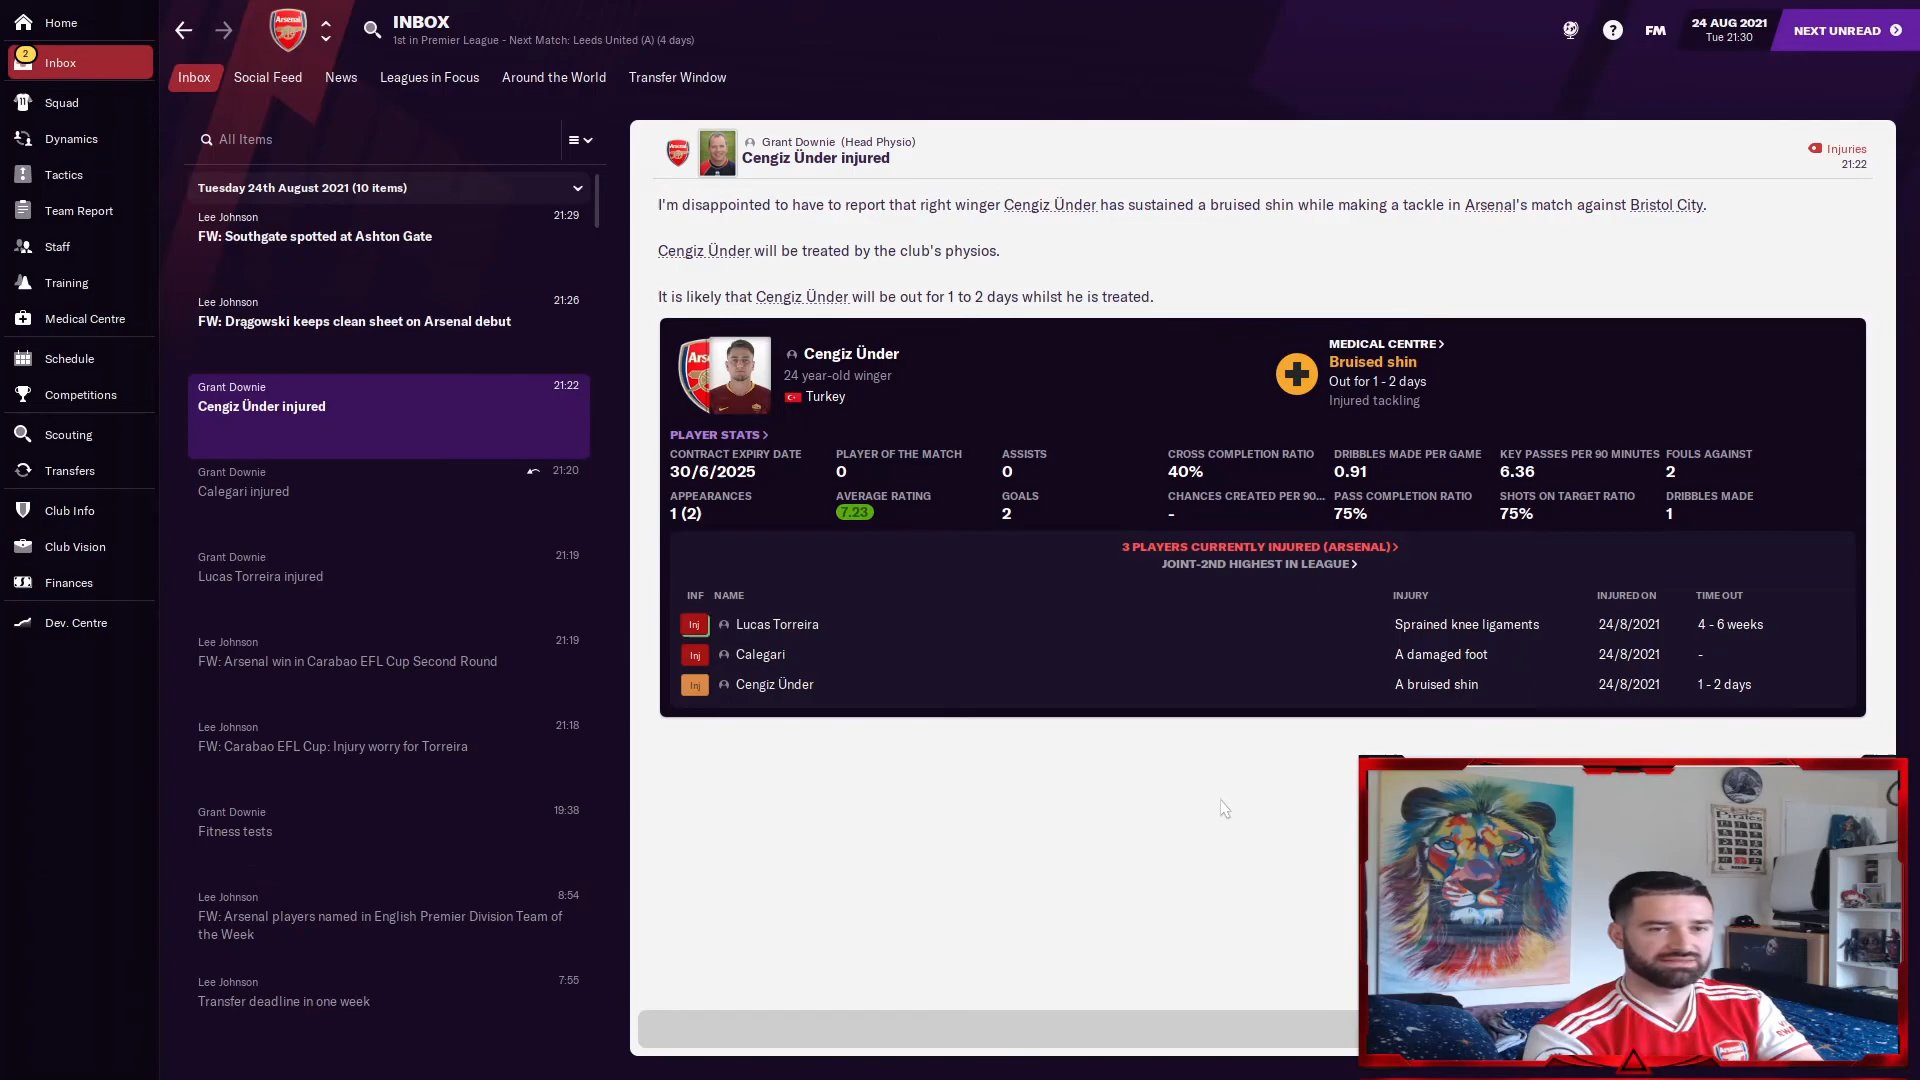 Home
2
Inbox
Squad
Dynamics
Tactics
Team Report
Staff
Training
Medical Centre
Schedule
Competitions
Scouting
Transfers
Club Info
Club Vision
Finances
Dev. Centre
Arsenal
INBOX
1st in Premier League - Next Match: Leeds United (A) (4 days)
FM
24 AUG 2021
Tue 21:30
NEXT UNREAD
Inbox
Social Feed
News
Leagues in Focus
Around the World
Transfer Window
All Items
Tuesday 24th August 2021 (10 items)
Lee Johnson 21:29
FW: Southgate spotted at Ashton Gate
Lee Johnson 21:26
FW: Drągowski keeps clean sheet on Arsenal debut
Grant Downie 21:22
Cengiz Ünder injured
Grant Downie 21:20
Calegari injured
Grant Downie 21:19
Lucas Torreira injured
Lee Johnson 21:19
FW: Arsenal win in Carabao EFL Cup Second Round
Lee Johnson 21:18
FW: Carabao EFL Cup: Injury worry for Torreira
Grant Downie 19:38
Fitness tests
Lee Johnson 8:54
FW: Arsenal players named in English Premier Division Team of
the Week
Lee Johnson 7:55
Transfer deadline in one week
Grant Downie (Head Physio)
Cengiz Ünder injured
Injuries
21:22
I'm disappointed to have to report that right winger Cengiz Ünder has sustained a bruised shin while making a tackle in Arsenal's match against Bristol City.
Cengiz Ünder will be treated by the club's physios.
It is likely that Cengiz Ünder will be out for 1 to 2 days whilst he is treated.
Cengiz Ünder
24 year-old winger
Turkey
MEDICAL CENTRE >
Bruised shin
Out for 1 - 2 days
Injured tackling
PLAYER STATS >
CONTRACT EXPIRY DATE PLAYER OF THE MATCH ASSISTS CROSS COMPLETION RATIO DRIBBLES MADE PER GAME KEY PASSES PER 90 MINUTES FOULS AGAINST
30/6/2025 0 0 40% 0.91 6.36 2
APPEARANCES AVERAGE RATING GOALS CHANCES CREATED PER 90... PASS COMPLETION RATIO SHOTS ON TARGET RATIO DRIBBLES MADE
1 (2) 7.23 2 - 75% 75% 1
3 PLAYERS CURRENTLY INJURED (ARSENAL) >
JOINT-2ND HIGHEST IN LEAGUE >
INF NAME INJURY INJURED ON TIME OUT
Inj Lucas Torreira Sprained knee ligaments 24/8/2021 4 - 6 weeks
Inj Calegari A damaged foot 24/8/2021 -
Inj Cengiz Ünder A bruised shin 24/8/2021 1 - 2 days
Pirates
Arsenal